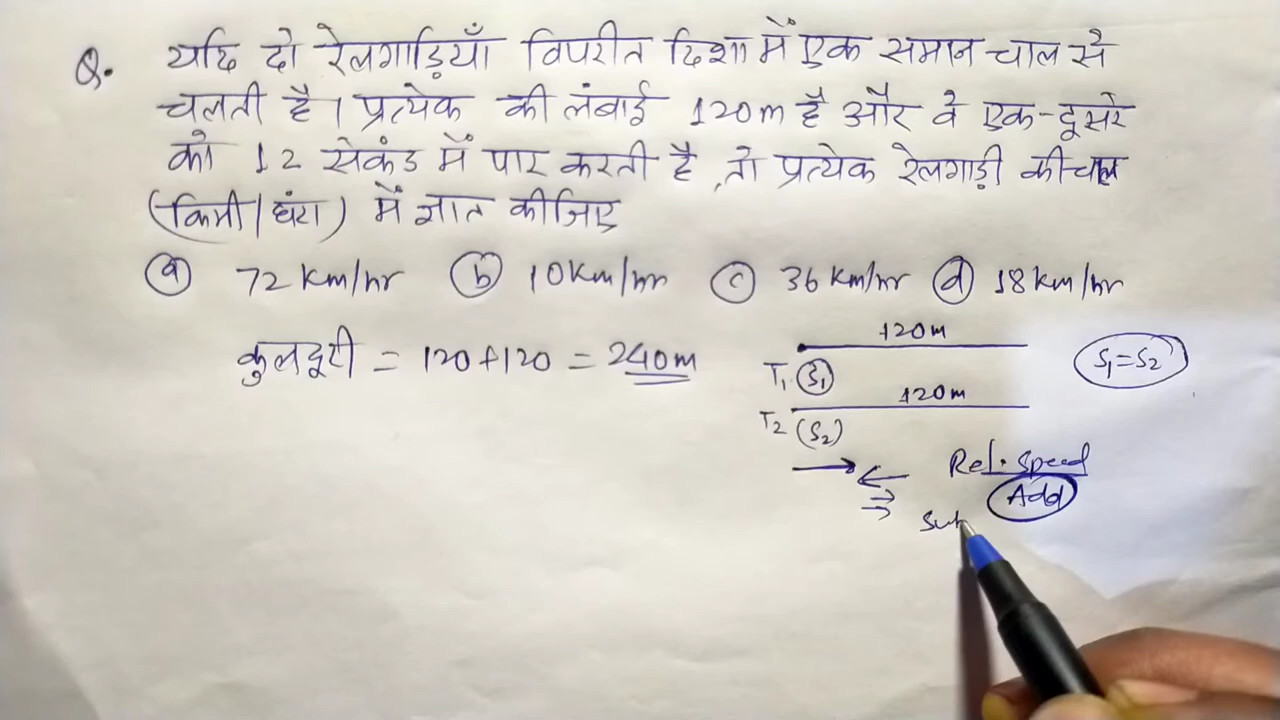 Q. यदि दो रेलगाड़ियाँ विपरीत दिशा में एक समान चाल से
चलती है। प्रत्येक की लंबाई 120m है और वे एक-दूसरे
को 12 सेकंड में पार करती है, तो प्रत्येक रेलगाड़ी की चाल
(किमी/घंटा) में ज्ञात कीजिए
(a) 72 km/hr (b) 10 km/hr (c) 36 km/hr (d) 18 km/hr
कुल दूरी = 120+120 = 240m
120m
T1 (S1)
S1=S2
120m
T2 (S2)
Rel. Speed
Add
Sub